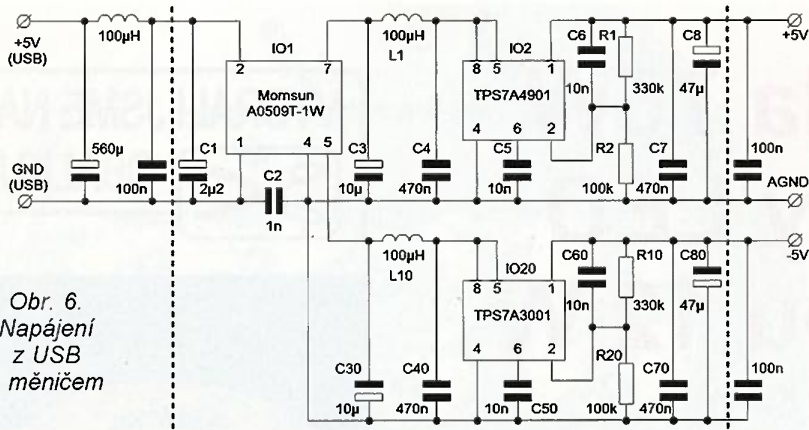 +5V
(USB)
100µH
560µ
GND
(USB)
100n
C1
2µ2
IO1
2
7
Momsun
A0509T-1W
1
4
5
C2
1n
100µH
L1
C3
10µ
C4
470n
IO2
8
5
1
TPS7A4901
4
6
2
C5
10n
C6
10n
R1
330k
R2
100k
C7
470n
C8
47µ
100n
+5V
AGND
-5V
100µH
L10
C30
10µ
C40
470n
IO20
8
5
1
TPS7A3001
4
6
2
10n
C50
C60
10n
R10
330k
R20
100k
C70
470n
C80
47µ
100n
Obr. 6.
Napájení
z USB
měničem